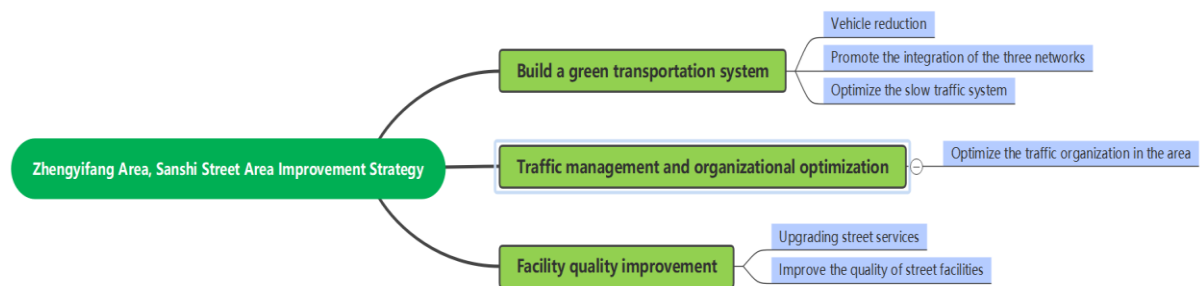 Zhengyifang Area, Sanshi Street Area Improvement Strategy
Build a green transportation system
Vehicle reduction
Promote the integration of the three networks
Optimize the slow traffic system
Traffic management and organizational optimization
Optimize the traffic organization in the area
Facility quality improvement
Upgrading street services
Improve the quality of street facilities